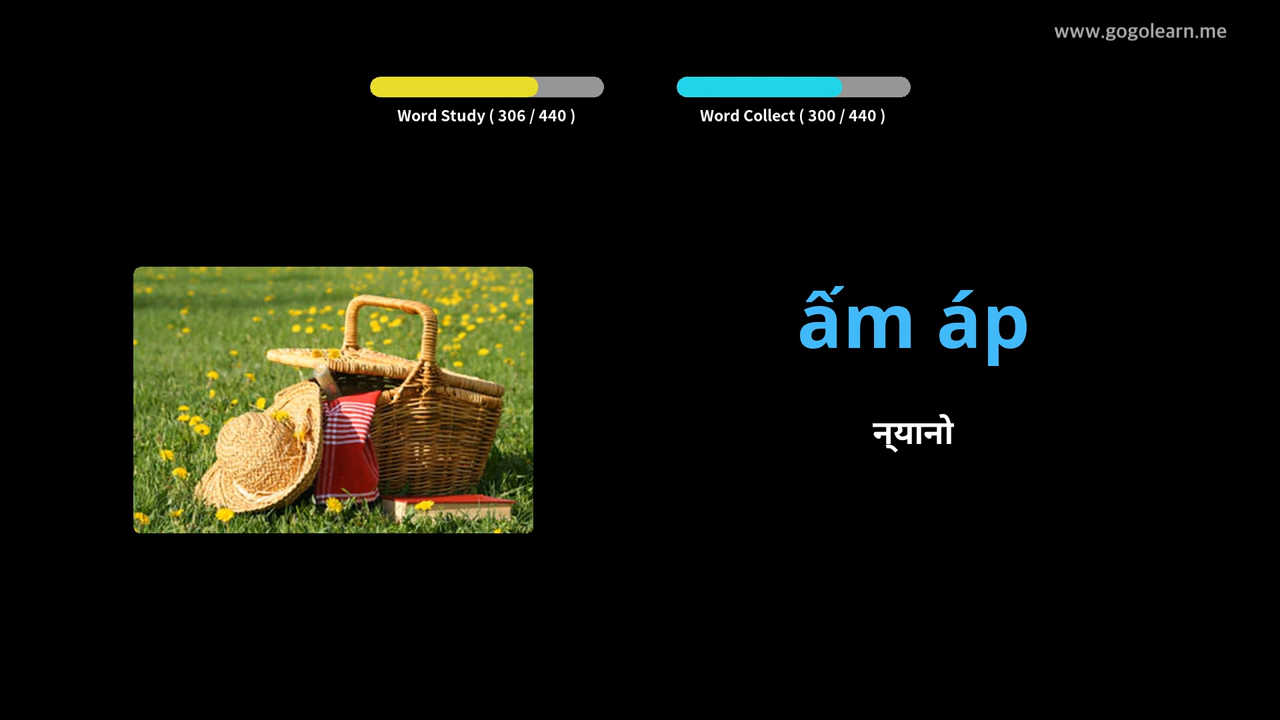 www.gogolearn.me
Word Study ( 306 / 440 )
Word Collect ( 300 / 440 )
ấm áp
न्यानो